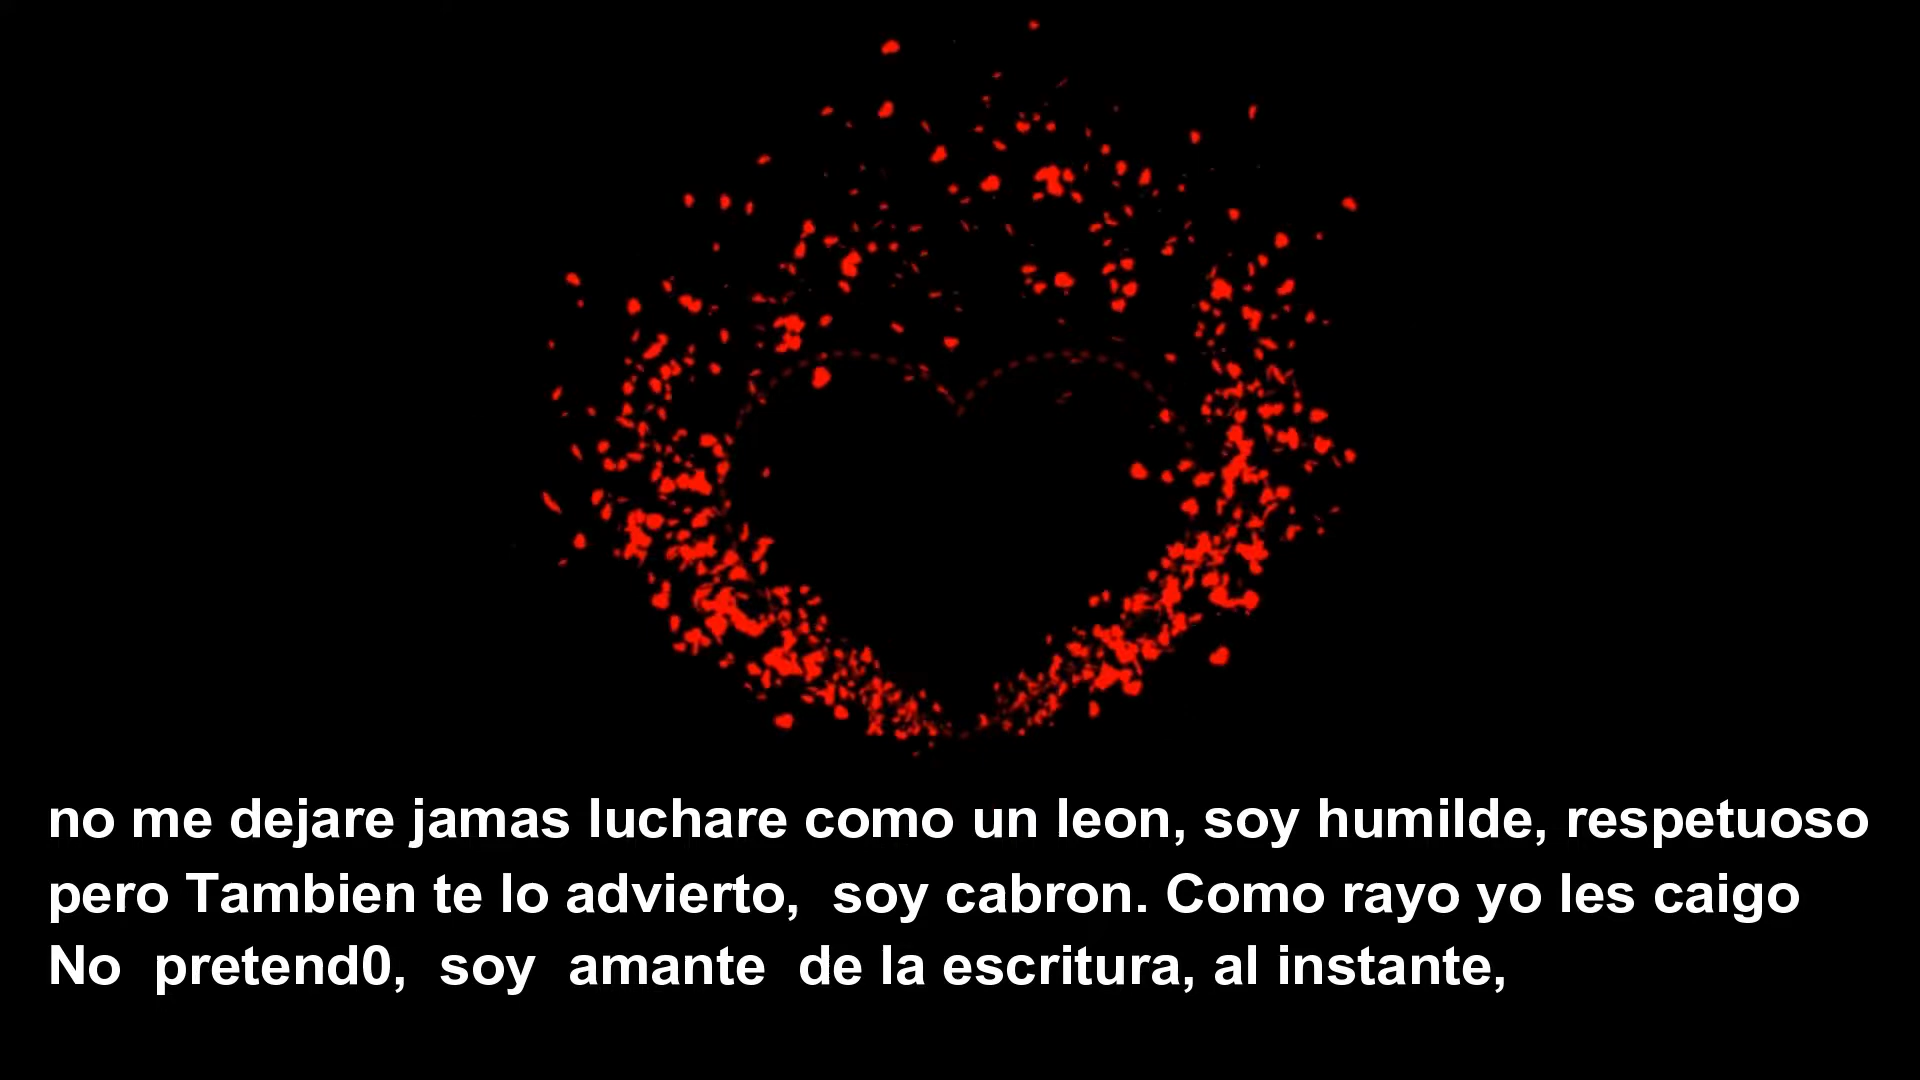 no me dejare jamas luchare como un leon, soy humilde, respetuoso
pero Tambien te lo advierto,  soy cabron. Como rayo yo les caigo
No  pretend0,  soy  amante  de la escritura, al instante,